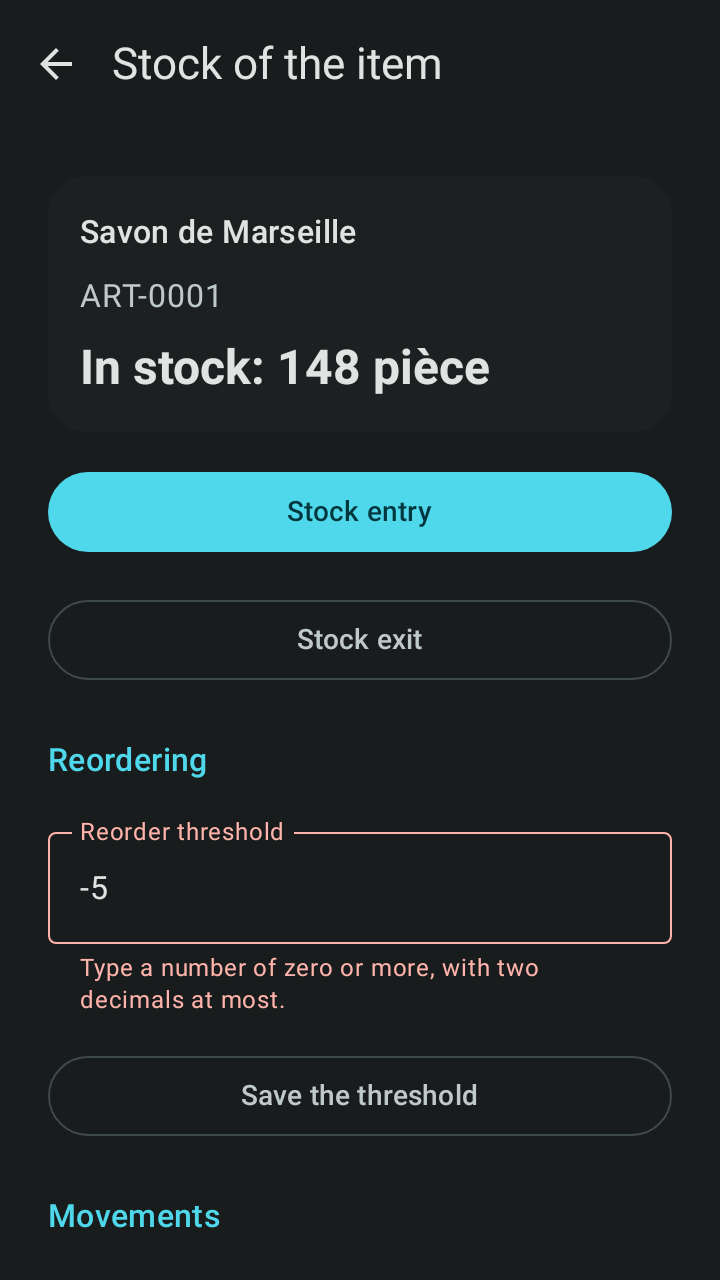 Stock of the item
Savon de Marseille
ART-0001
In stock: 148 pièce
Stock entry
Stock exit
Reordering
Reorder threshold
-5
Type a number of zero or more, with two
decimals at most.
Save the threshold
Movements